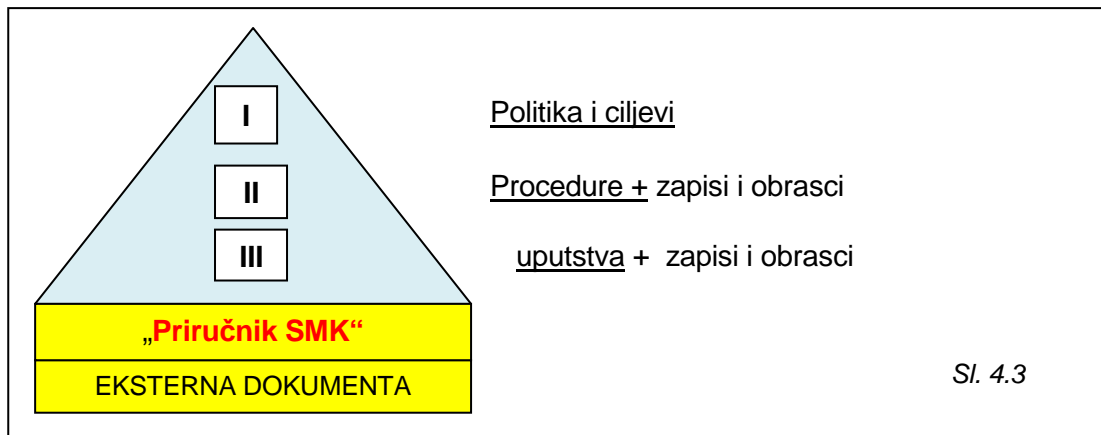 I
Politika i ciljevi
II
Procedure + zapisi i obrasci
III
uputstva + zapisi i obrasci
„Priručnik SMK“
EKSTERNA DOKUMENTA
Sl. 4.3